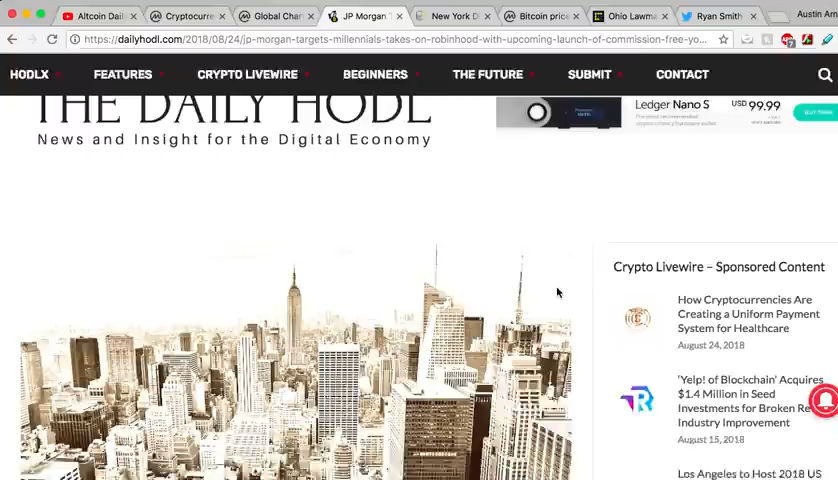 Altcoin Dail
Cryptocurre
Global Char
JP Morgan T
New York D
Bitcoin price
Ohio Lawma
Ryan Smith
Austin Arn
https://dailyhodl.com/2018/08/24/jp-morgan-targets-millennials-takes-on-robinhood-with-upcoming-launch-of-commission-free-yo...
HODLX
FEATURES
CRYPTO LIVEWIRE
BEGINNERS
THE FUTURE
SUBMIT
CONTACT
THE DAILY HODL
News and Insight for the Digital Economy
Ledger Nano S
USD 99.99
Crypto Livewire – Sponsored Content
How Cryptocurrencies Are
Creating a Uniform Payment
System for Healthcare
August 24, 2018
'Yelp! of Blockchain' Acquires
$1.4 Million in Seed
Investments for Broken Re
Industry Improvement
August 15, 2018
Los Angeles to Host 2018 US